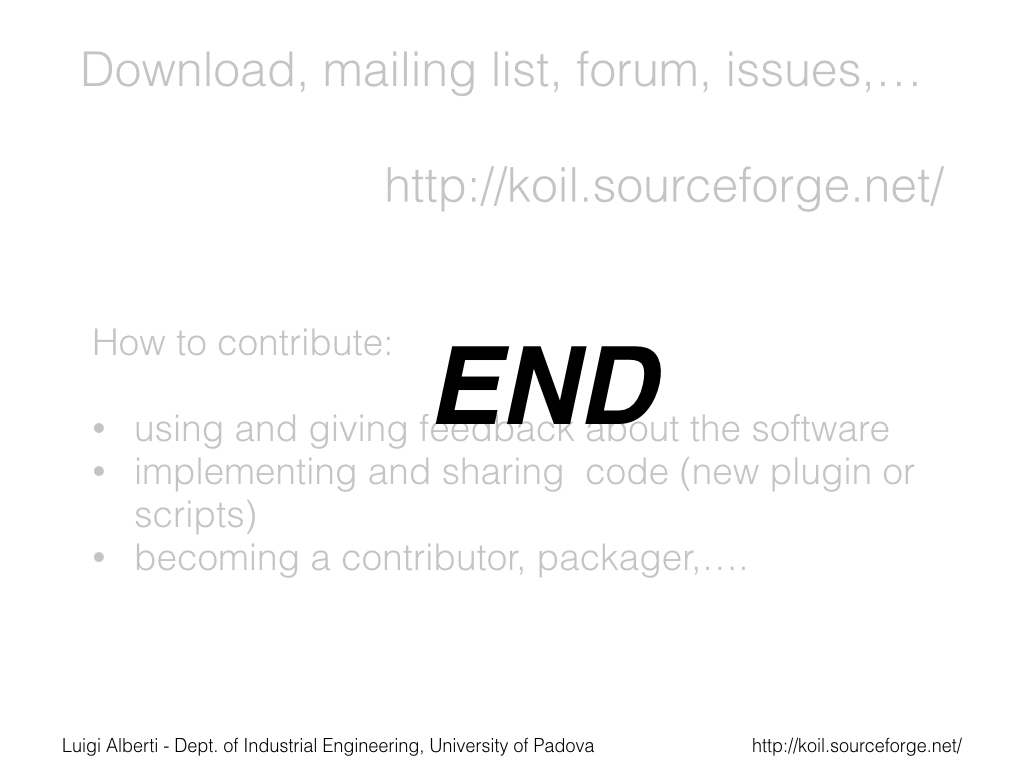 Download, mailing list, forum, issues,...
http://koil.sourceforge.net/
How to contribute:
END
• using and giving feedback about the software
• implementing and sharing  code (new plugin or
scripts)
• becoming a contributor, packager,....
Luigi Alberti - Dept. of Industrial Engineering, University of Padova
http://koil.sourceforge.net/